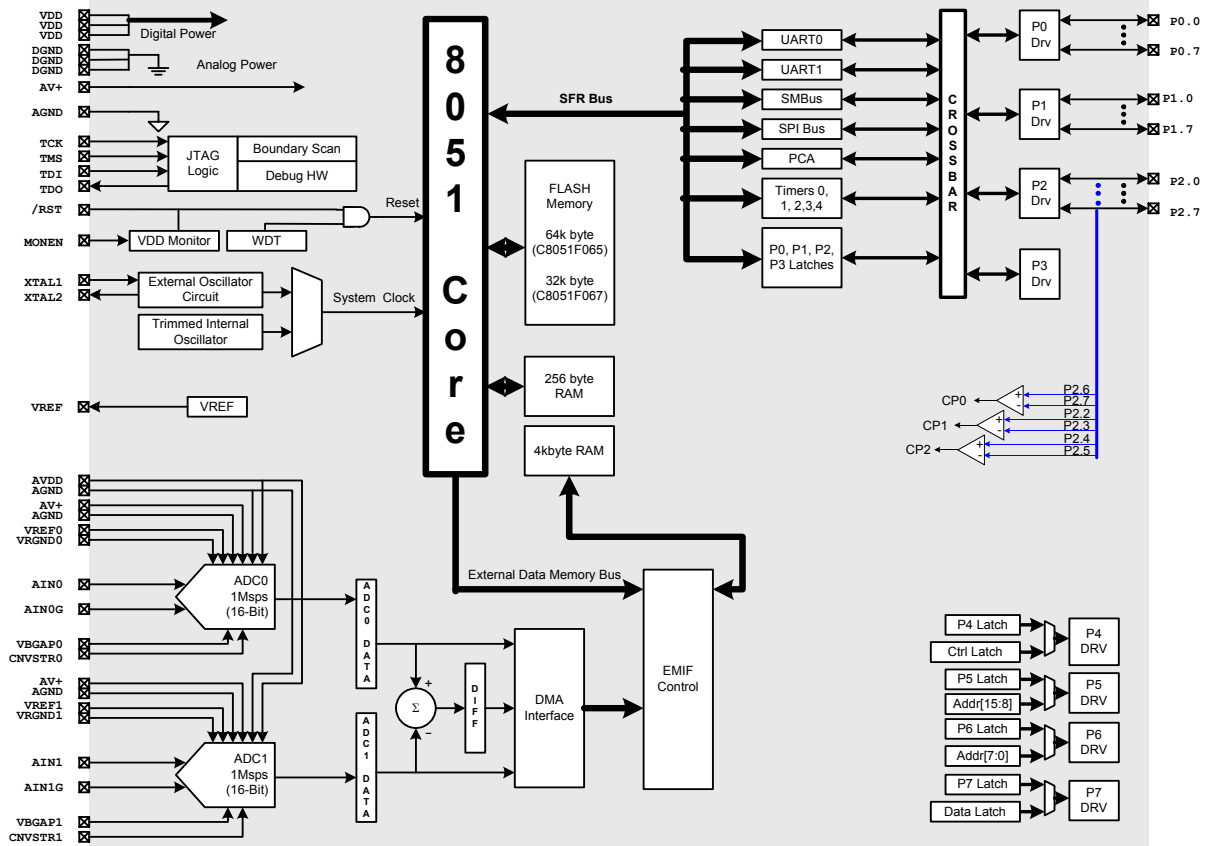 VDD
VDD
VDD
Digital Power
DGND
DGND
DGND
Analog Power
AV+
AGND
TCK
TMS
TDI
TDO
JTAG
Logic
Boundary Scan
Debug HW
/RST
Reset
MONEN
VDD Monitor
WDT
XTAL1
XTAL2
External Oscillator
Circuit
System Clock
Trimmed Internal
Oscillator
VREF
VREF
AVDD
AGND
AV+
AGND
VREF0
VRGND0
AIN0
AIN0G
ADC0
1Msps
(16-Bit)
VBGAP0
CNVSTR0
AV+
AGND
VREF1
VRGND1
AIN1
AIN1G
ADC1
1Msps
(16-Bit)
VBGAP1
CNVSTR1
ADC0 DATA
ADC1 DATA
+
Σ
−
DIFF
DMA
Interface
External Data Memory Bus
EMIF
Control
8051 Core
SFR Bus
FLASH
Memory
64k byte
(C8051F065)
32k byte
(C8051F067)
256 byte
RAM
4kbyte RAM
UART0
UART1
SMBus
SPI Bus
PCA
Timers 0,
1, 2,3,4
P0, P1, P2,
P3 Latches
CROSSBAR
P0
Drv
P1
Drv
P2
Drv
P3
Drv
P0.0
P0.7
P1.0
P1.7
P2.0
P2.7
CP0
+
-
P2.6
P2.7
CP1
+
-
P2.2
P2.3
CP2
+
-
P2.4
P2.5
P4 Latch
Ctrl Latch
P4
DRV
P5 Latch
Addr[15:8]
P5
DRV
P6 Latch
Addr[7:0]
P6
DRV
P7 Latch
Data Latch
P7
DRV